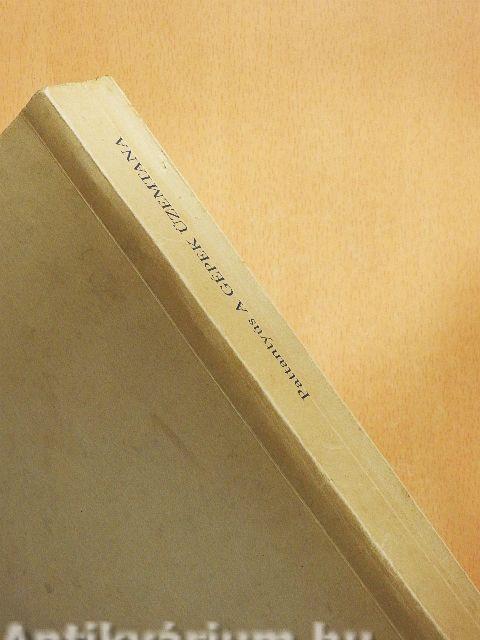 Pattantyús A GÉPEK ÜZEMTANA
Antikvárium.hu